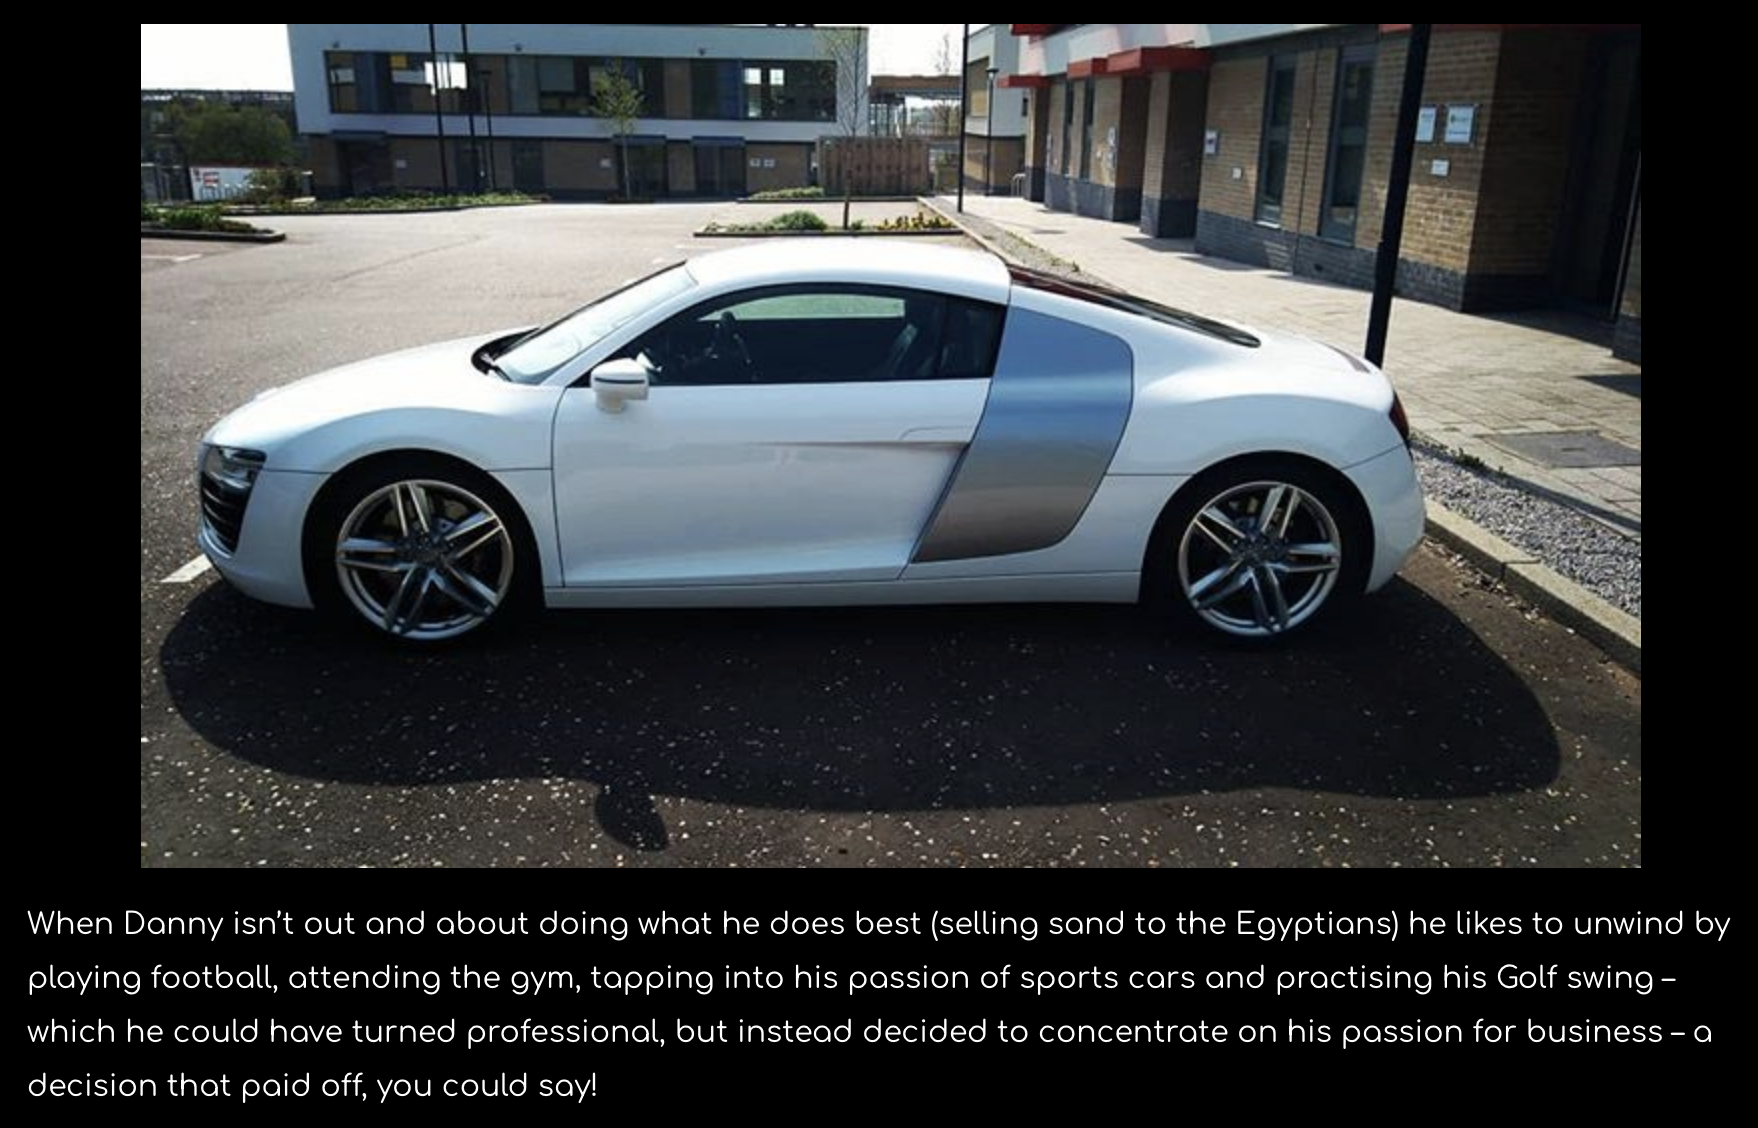 When Danny isn’t out and about doing what he does best (selling sand to the Egyptians) he likes to unwind by
playing football, attending the gym, tapping into his passion of sports cars and practising his Golf swing –
which he could have turned professional, but instead decided to concentrate on his passion for business – a
decision that paid off, you could say!